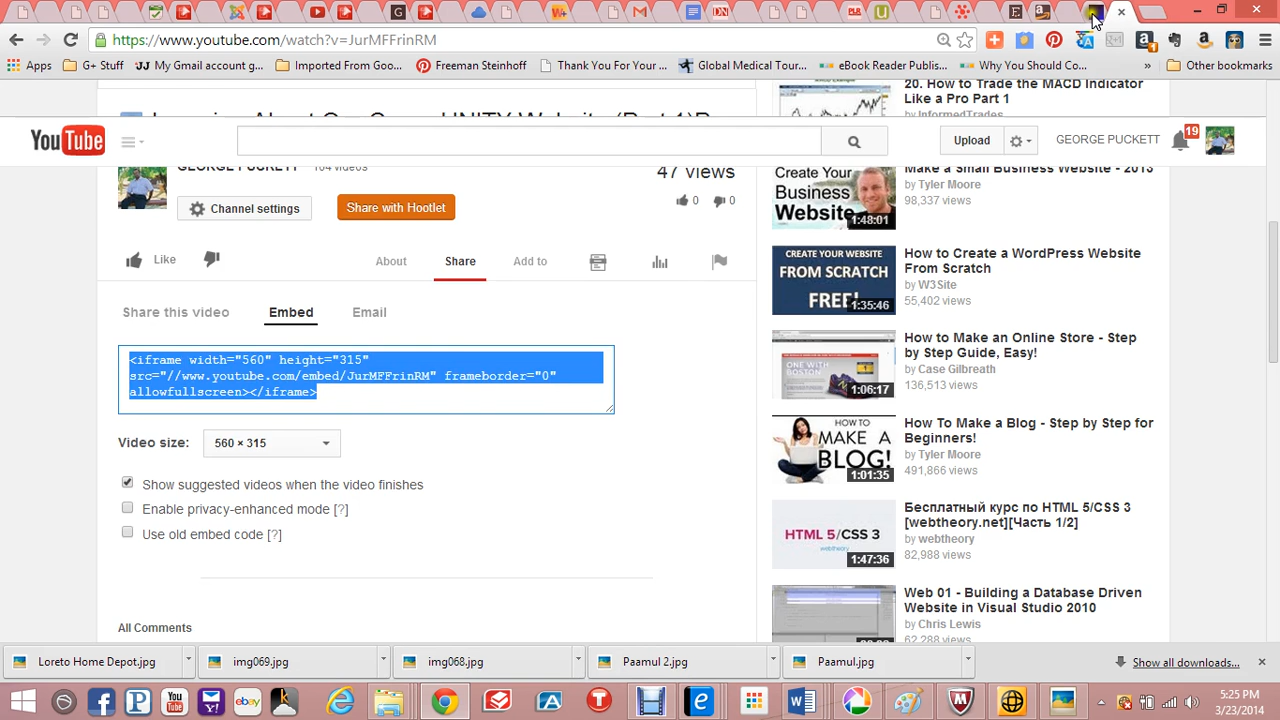 https://www.youtube.com/watch?v=JurMFFrinRM
Apps
G+ Stuff
My Gmail account g...
Imported From Goo...
Freeman Steinhoff
Thank You For Your ...
Global Medical Tour...
eBook Reader Publis...
Why You Should Co...
»
Other bookmarks
20. How to Trade the MACD Indicator
Like a Pro Part 1
by InformedTrades
YouTube
Upload
GEORGE PUCKETT
19
47 views
Channel settings
Share with Hootlet
0
0
Like
About
Share
Add to
Share this video
Embed
Email
<iframe width="560" height="315"
src="//www.youtube.com/embed/JurMFFrinRM" frameborder="0"
allowfullscreen></iframe>
Video size:
560 × 315
Show suggested videos when the video finishes
Enable privacy-enhanced mode [?]
Use old embed code [?]
All Comments
Create Your
Business
Website
1:48:01
Make a Small Business Website - 2013
by Tyler Moore
98,337 views
CREATE YOUR WEBSITE
FROM SCRATCH
FREE!
1:35:46
How to Create a WordPress Website
From Scratch
by W3Site
55,402 views
ONE WITH
BOSTON
1:06:17
How to Make an Online Store - Step
by Step Guide, Easy!
by Case Gilbreath
136,513 views
HOW TO
MAKE A
BLOG!
1:01:35
How To Make a Blog - Step by Step for
Beginners!
by Tyler Moore
491,866 views
HTML 5/CSS 3
webtheory
1:47:36
Бесплатный курс по HTML 5/CSS 3
[webtheory.net][Часть 1/2]
by webtheory
82,988 views
Web 01 - Building a Database Driven
Website in Visual Studio 2010
by Chris Lewis
62,288 views
Loreto Home Depot.jpg
img069.jpg
img068.jpg
Paamul 2.jpg
Paamul.jpg
Show all downloads...
5:25 PM
3/23/2014